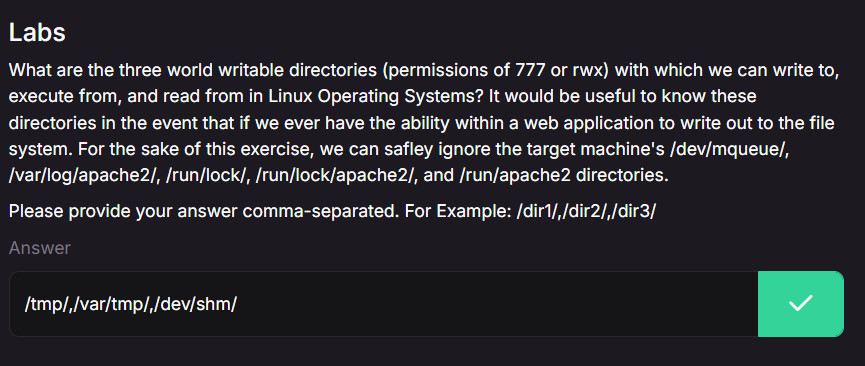 Labs
What are the three world writable directories (permissions of 777 or rwx) with which we can write to,
execute from, and read from in Linux Operating Systems? It would be useful to know these
directories in the event that if we ever have the ability within a web application to write out to the file
system. For the sake of this exercise, we can safley ignore the target machine's /dev/mqueue/,
/var/log/apache2/, /run/lock/, /run/lock/apache2/, and /run/apache2 directories.
Please provide your answer comma-separated. For Example: /dir1/,/dir2/,/dir3/
Answer
/tmp/,/var/tmp/,/dev/shm/